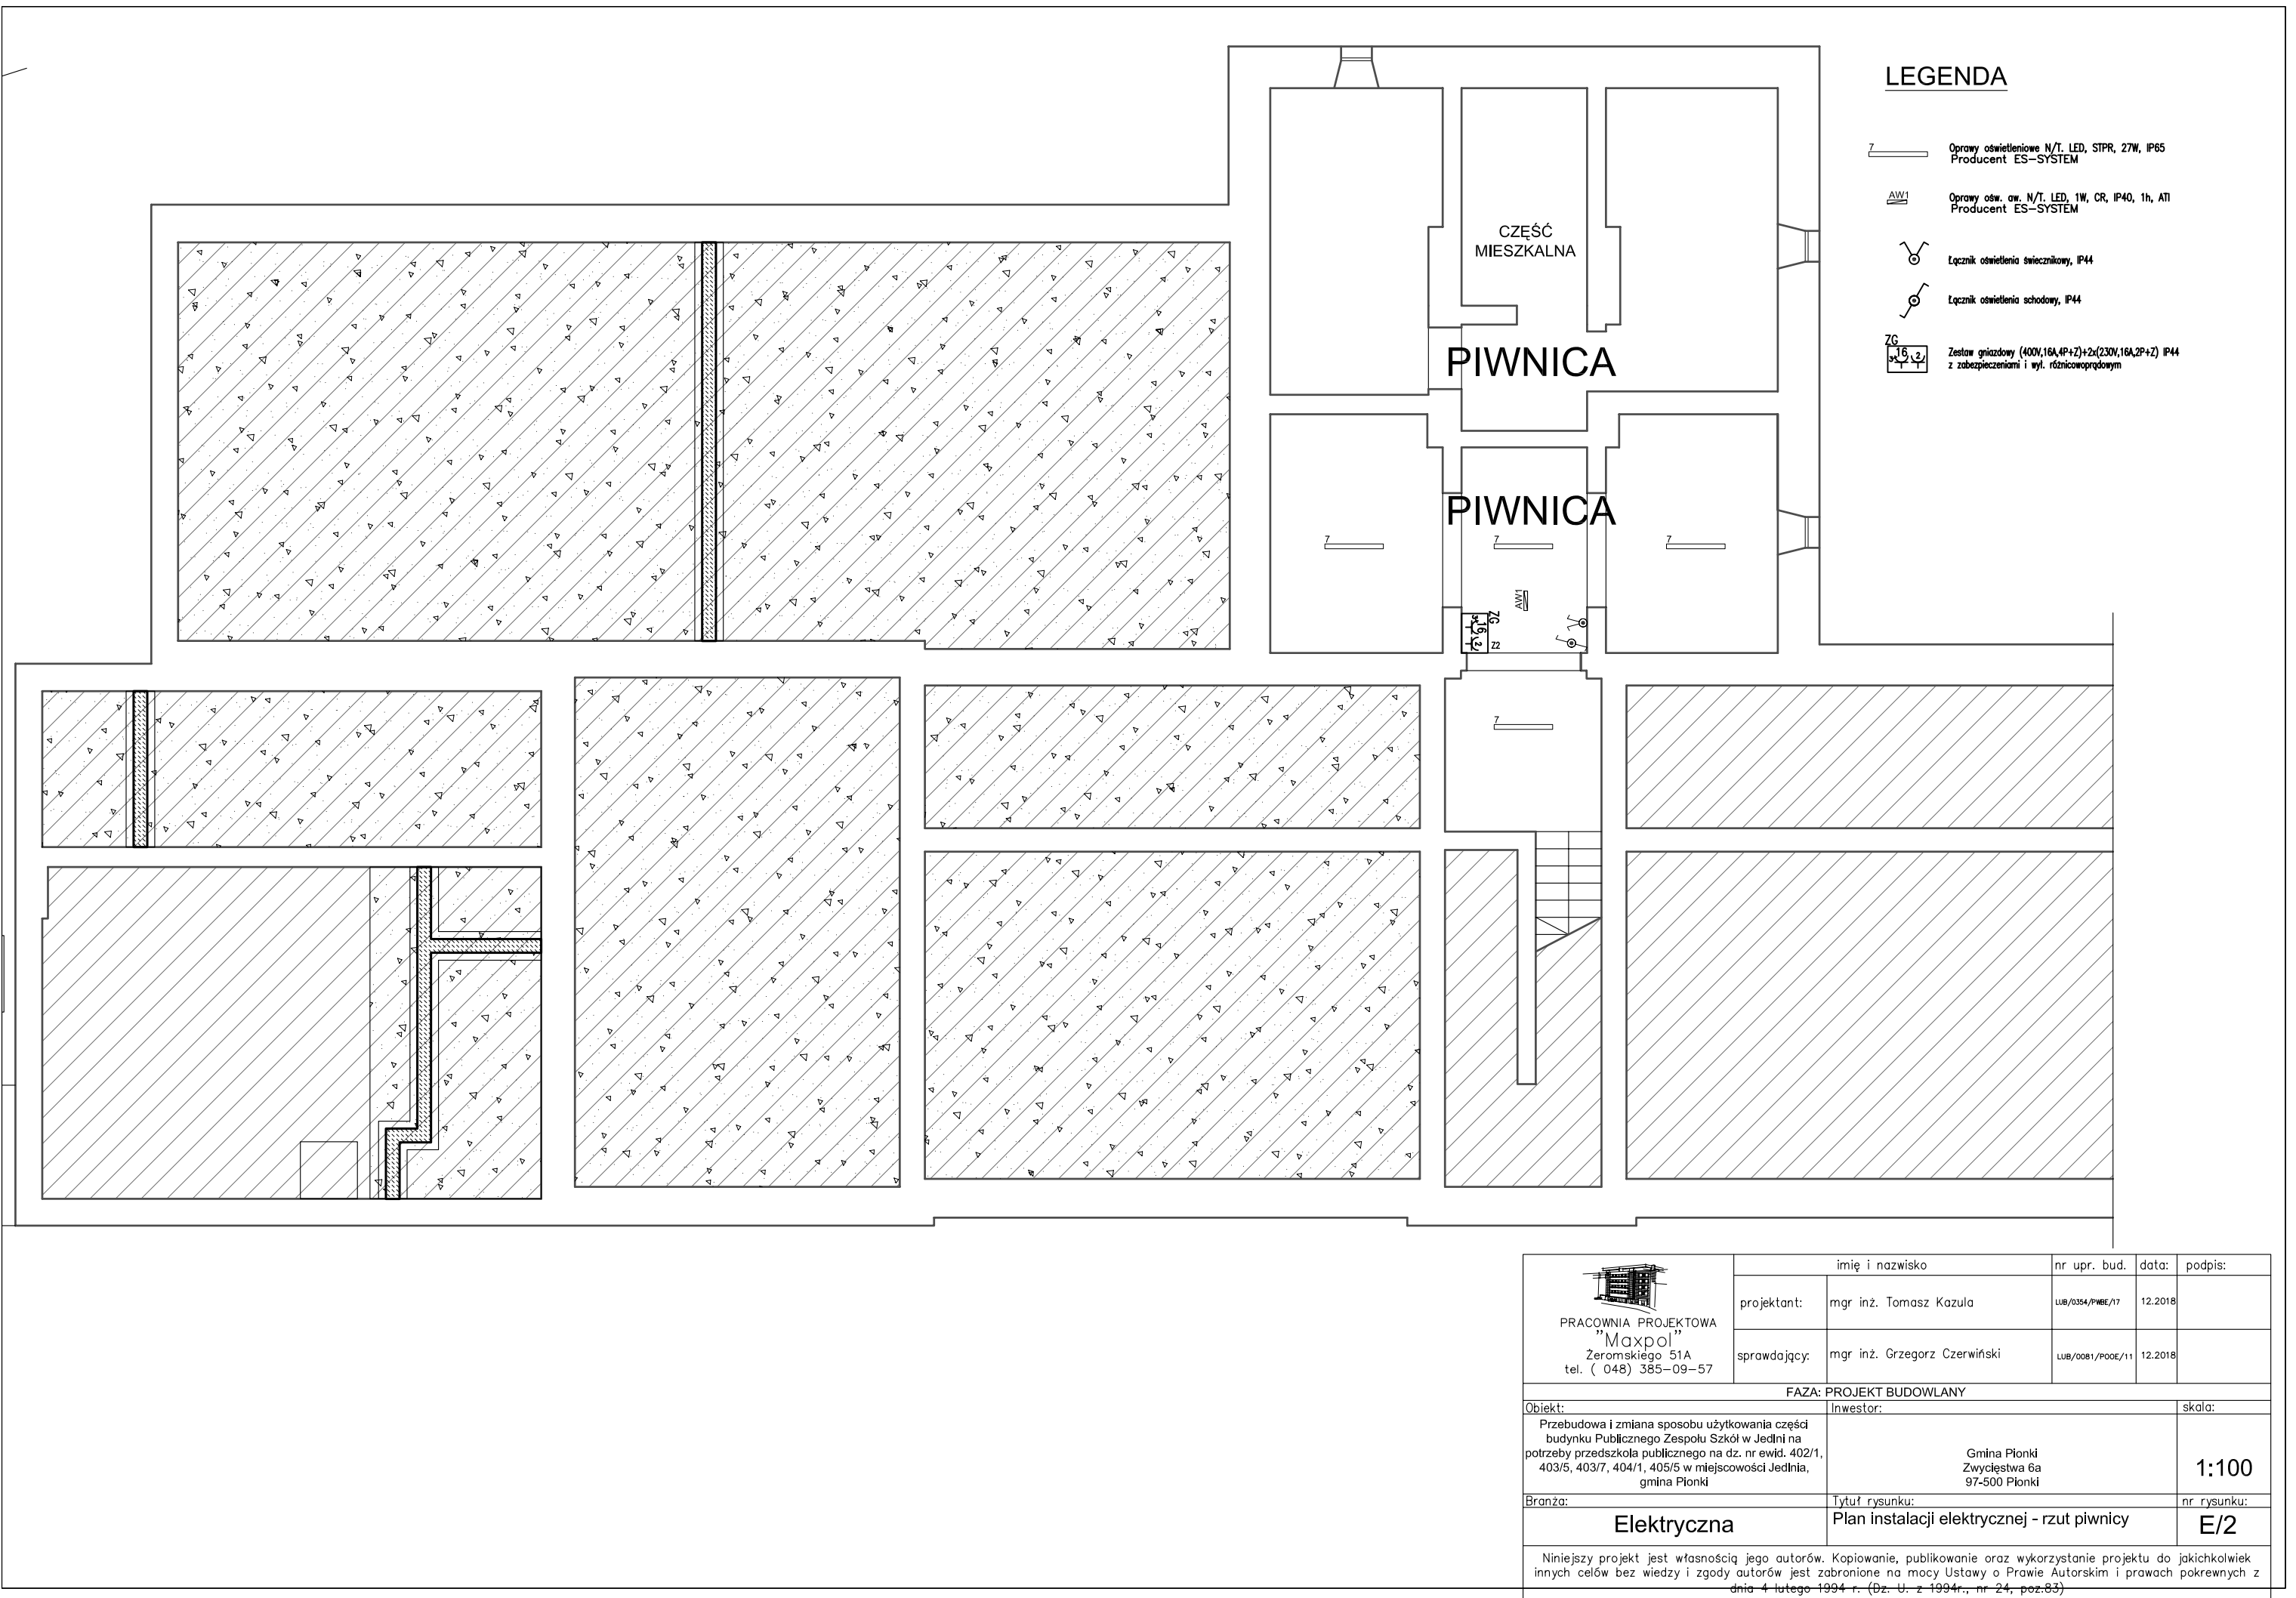 LEGENDA
7
Oprawy oświetleniowe N/T. LED, STPR, 27W, IP65
Producent ES-SYSTEM
AW1
Oprawy ośw. aw. N/T. LED, 1W, CR, IP40, 1h, ATI
Producent ES-SYSTEM
Łącznik oświetlenia świecznikowy, IP44
Łącznik oświetlenia schodowy, IP44
ZG
3 16 2
Zestaw gniazdowy (400V,16A,4P+Z)+2x(230V,16A,2P+Z) IP44
z zabezpieczeniami i wył. różnicowoprądowym
CZĘŚĆ
MIESZKALNA
PIWNICA
PIWNICA
7
7
7
AW1
ZG
3 16 2
Z2
7
PRACOWNIA PROJEKTOWA
"Maxpol"
Żeromskiego 51A
tel. ( 048) 385-09-57
imię i nazwisko
nr upr. bud.
data:
podpis:
projektant:
mgr inż. Tomasz Kazula
LUB/0354/PWBE/17
12.2018
sprawdający:
mgr inż. Grzegorz Czerwiński
LUB/0081/POOE/11
12.2018
FAZA: PROJEKT BUDOWLANY
Obiekt:
Przebudowa i zmiana sposobu użytkowania części
budynku Publicznego Zespołu Szkół w Jedlni na
potrzeby przedszkola publicznego na dz. nr ewid. 402/1,
403/5, 403/7, 404/1, 405/5 w miejscowości Jedlnia,
gmina Pionki
Inwestor:
Gmina Pionki
Zwycięstwa 6a
97-500 Pionki
skala:
1:100
Branża:
Elektryczna
Tytuł rysunku:
Plan instalacji elektrycznej - rzut piwnicy
nr rysunku:
E/2
Niniejszy projekt jest własnością jego autorów. Kopiowanie, publikowanie oraz wykorzystanie projektu do jakichkolwiek
innych celów bez wiedzy i zgody autorów jest zabronione na mocy Ustawy o Prawie Autorskim i prawach pokrewnych z
dnia 4 lutego 1994 r. (Dz. U. z 1994r., nr 24, poz.83)